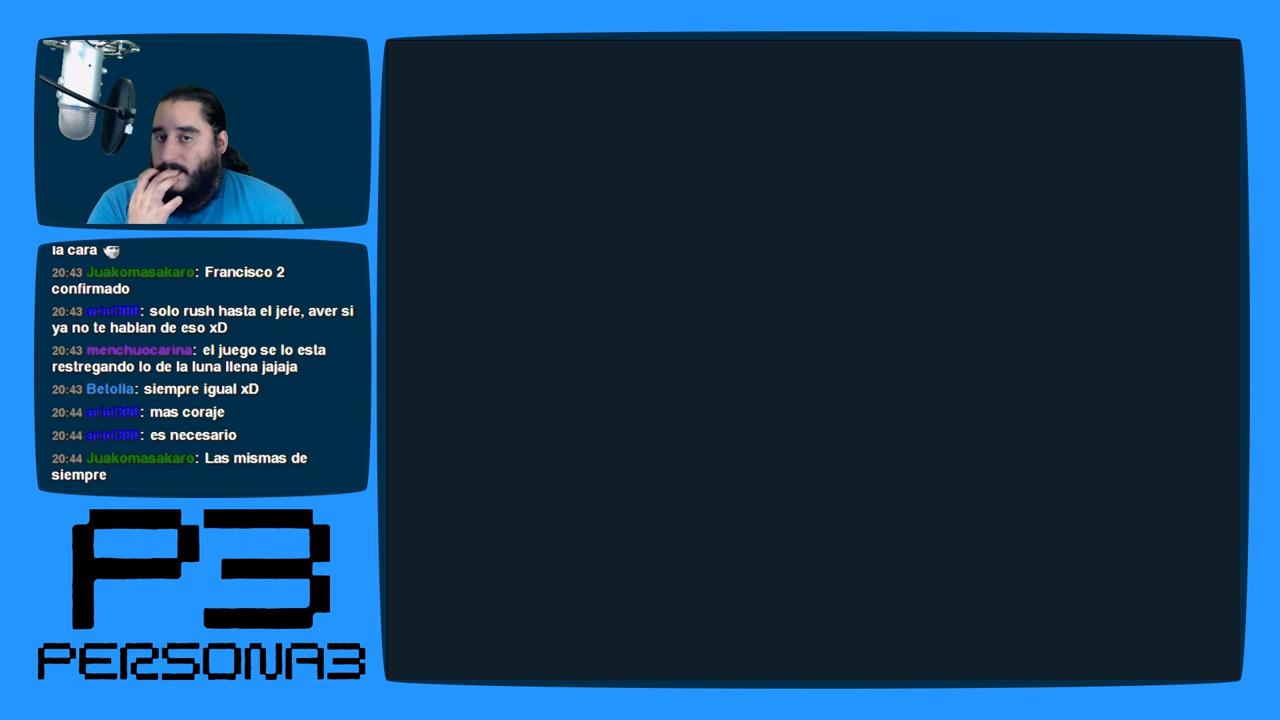 la cara
20:43 Juakomasakaro: Francisco 2
confirmado
20:43 ariel300: solo rush hasta el jefe, aver si
ya no te hablan de eso xD
20:43 menchuocarina: el juego se lo esta
restregando lo de la luna llena jajaja
20:43 Betolla: siempre igual xD
20:44 ariel300: mas coraje
20:44 ariel300: es necesario
20:44 Juakomasakaro: Las mismas de
siempre
P3
PERSONA3